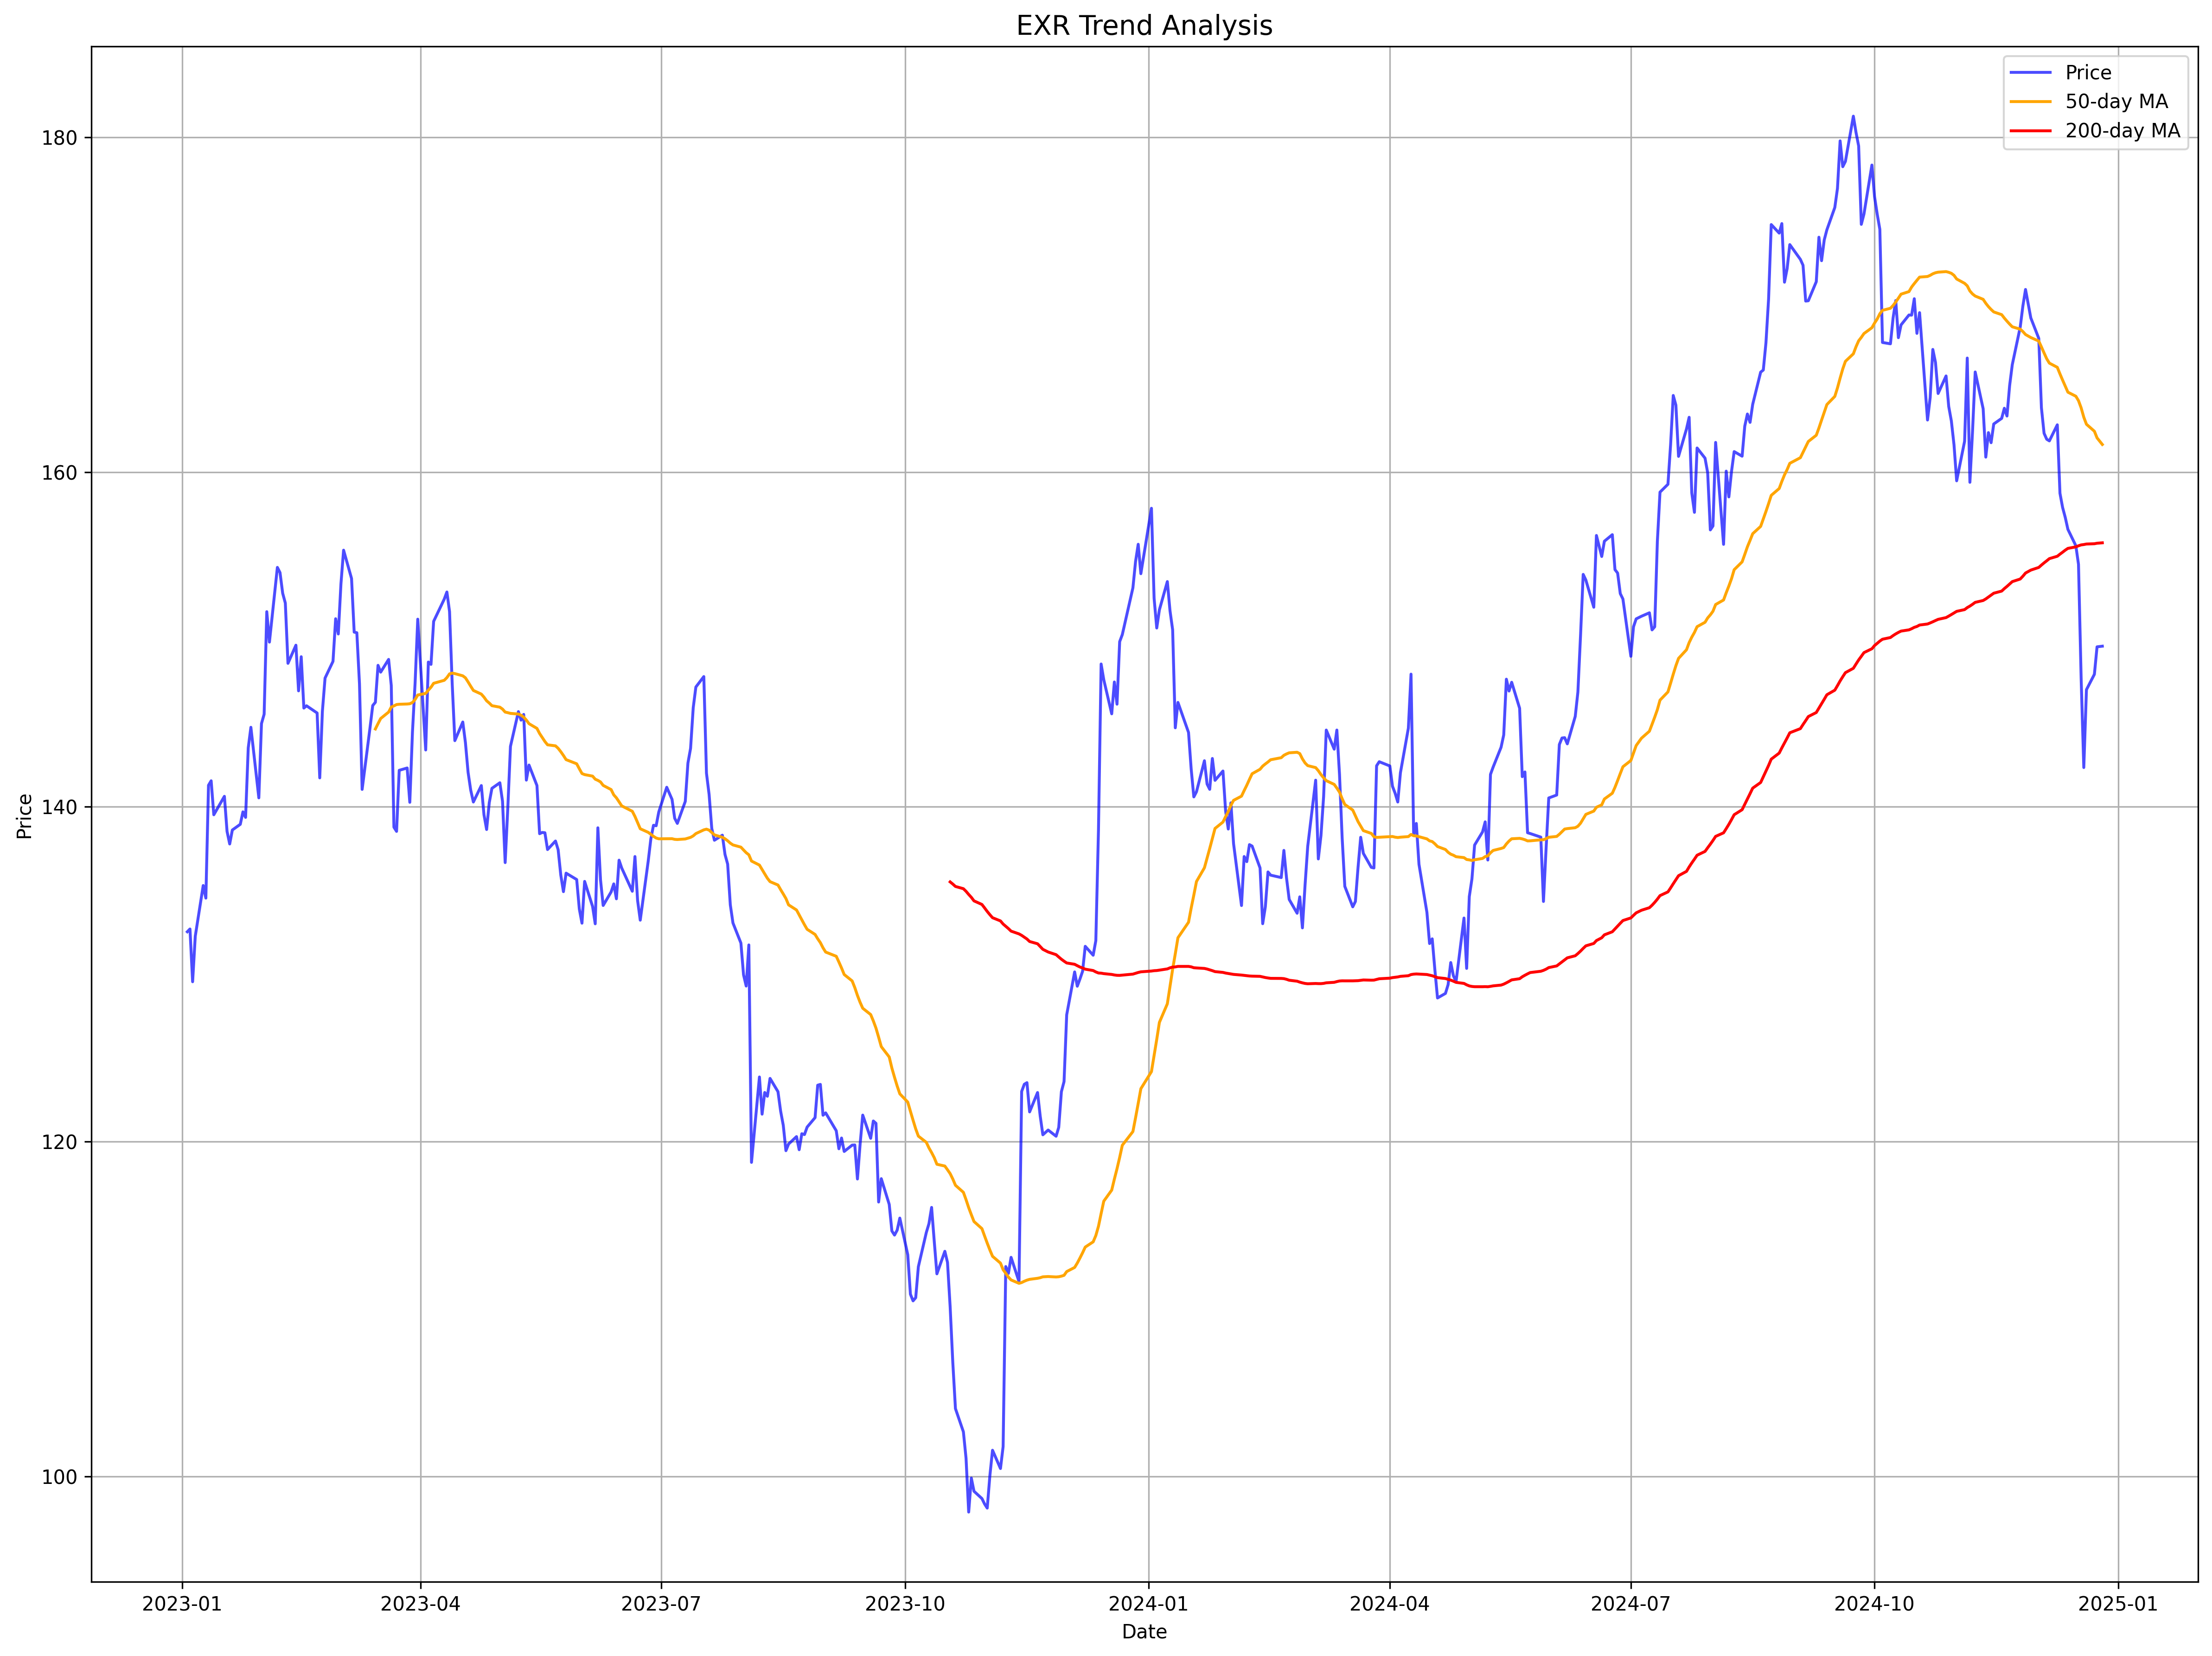 EXR Trend Analysis
Price
50-day MA
200-day MA
180
160
140
120
100
Price
2023-01
2023-04
2023-07
2023-10
2024-01
2024-04
2024-07
2024-10
2025-01
Date